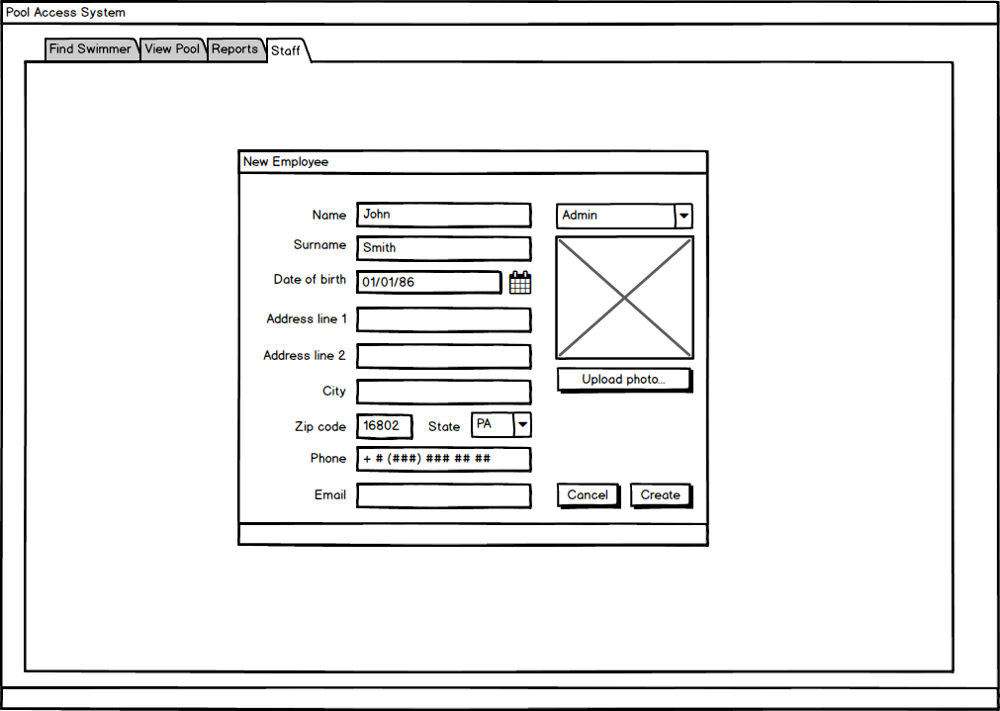 Pool Access System
Find Swimmer View Pool Reports Staff
New Employee
Name John Admin
Surname Smith
Date of birth 01/01/86
Address line 1
Address line 2
Upload photo...
City
Zip code 16802 State PA
Phone + # (###) ### ## ##
Email Cancel Create